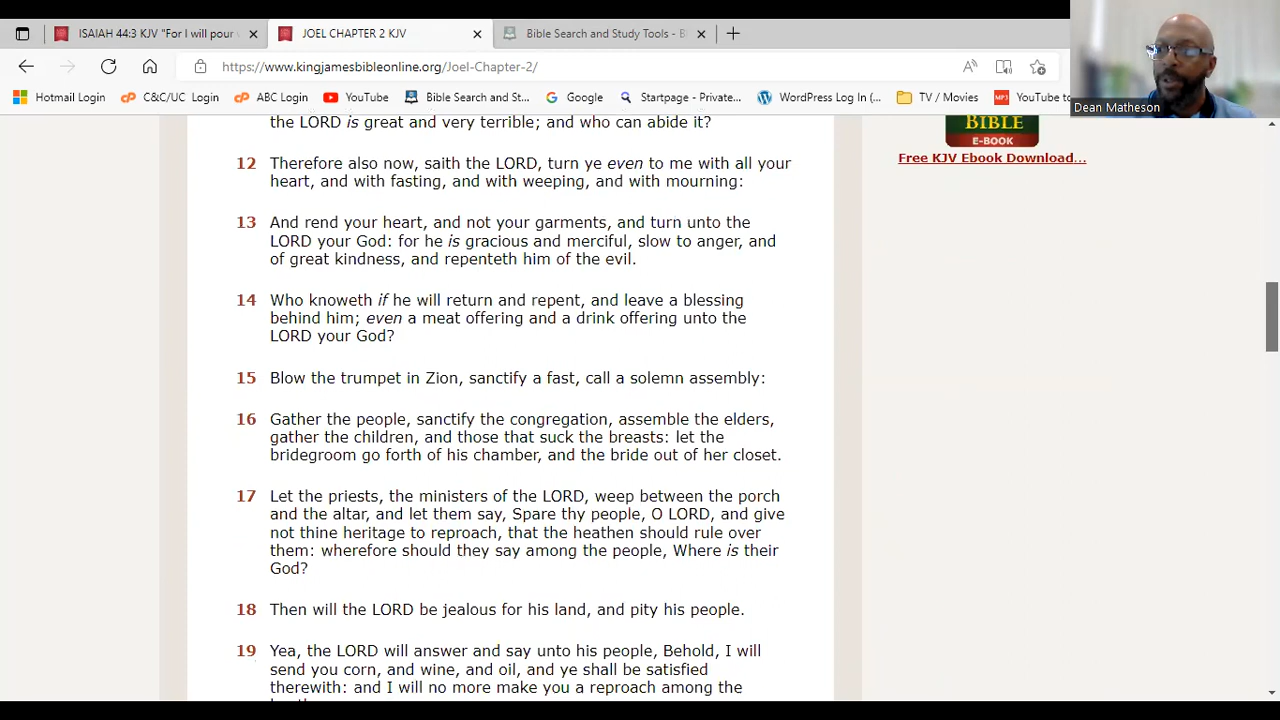 ISAIAH 44:3 KJV "For I will pour
JOEL CHAPTER 2 KJV
Bible Search and Study Tools - B
https://www.kingjamesbibleonline.org/Joel-Chapter-2/
Dean Matheson
Hotmail Login
C&C/UC Login
ABC Login
YouTube
Bible Search and St...
Google
Startpage - Private...
WordPress Log In (...
TV / Movies
MP3
YouTube to
the LORD is great and very terrible; and who can abide it?
BIBLE
E-BOOK
Free KJV Ebook Download...
12 Therefore also now, saith the LORD, turn ye even to me with all your
heart, and with fasting, and with weeping, and with mourning:
13 And rend your heart, and not your garments, and turn unto the
LORD your God: for he is gracious and merciful, slow to anger, and
of great kindness, and repenteth him of the evil.
14 Who knoweth if he will return and repent, and leave a blessing
behind him; even a meat offering and a drink offering unto the
LORD your God?
15 Blow the trumpet in Zion, sanctify a fast, call a solemn assembly:
16 Gather the people, sanctify the congregation, assemble the elders,
gather the children, and those that suck the breasts: let the
bridegroom go forth of his chamber, and the bride out of her closet.
17 Let the priests, the ministers of the LORD, weep between the porch
and the altar, and let them say, Spare thy people, O LORD, and give
not thine heritage to reproach, that the heathen should rule over
them: wherefore should they say among the people, Where is their
God?
18 Then will the LORD be jealous for his land, and pity his people.
19 Yea, the LORD will answer and say unto his people, Behold, I will
send you corn, and wine, and oil, and ye shall be satisfied
therewith: and I will no more make you a reproach among the